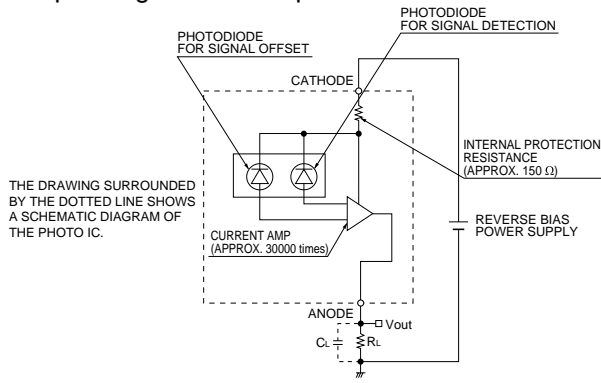 PHOTODIODE
FOR SIGNAL DETECTION
PHOTODIODE
FOR SIGNAL OFFSET
CATHODE
INTERNAL PROTECTION
RESISTANCE
(APPROX. 150 Ω)
THE DRAWING SURROUNDED
BY THE DOTTED LINE SHOWS
A SCHEMATIC DIAGRAM OF
THE PHOTO IC.
REVERSE BIAS
POWER SUPPLY
CURRENT AMP
(APPROX. 30000 times)
ANODE
Vout
CL
RL